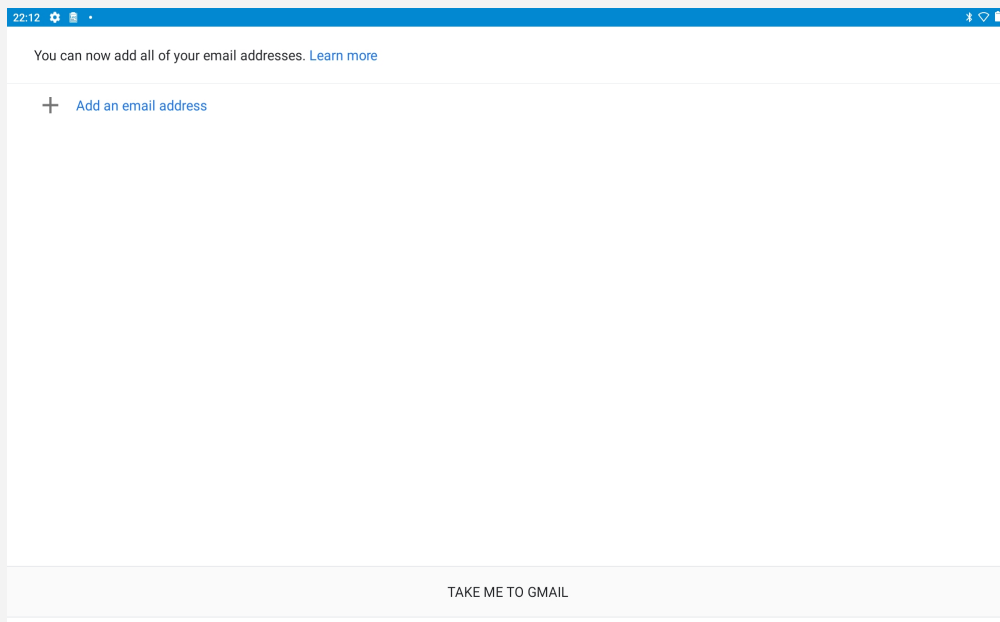 22:12
You can now add all of your email addresses. Learn more
Add an email address
TAKE ME TO GMAIL